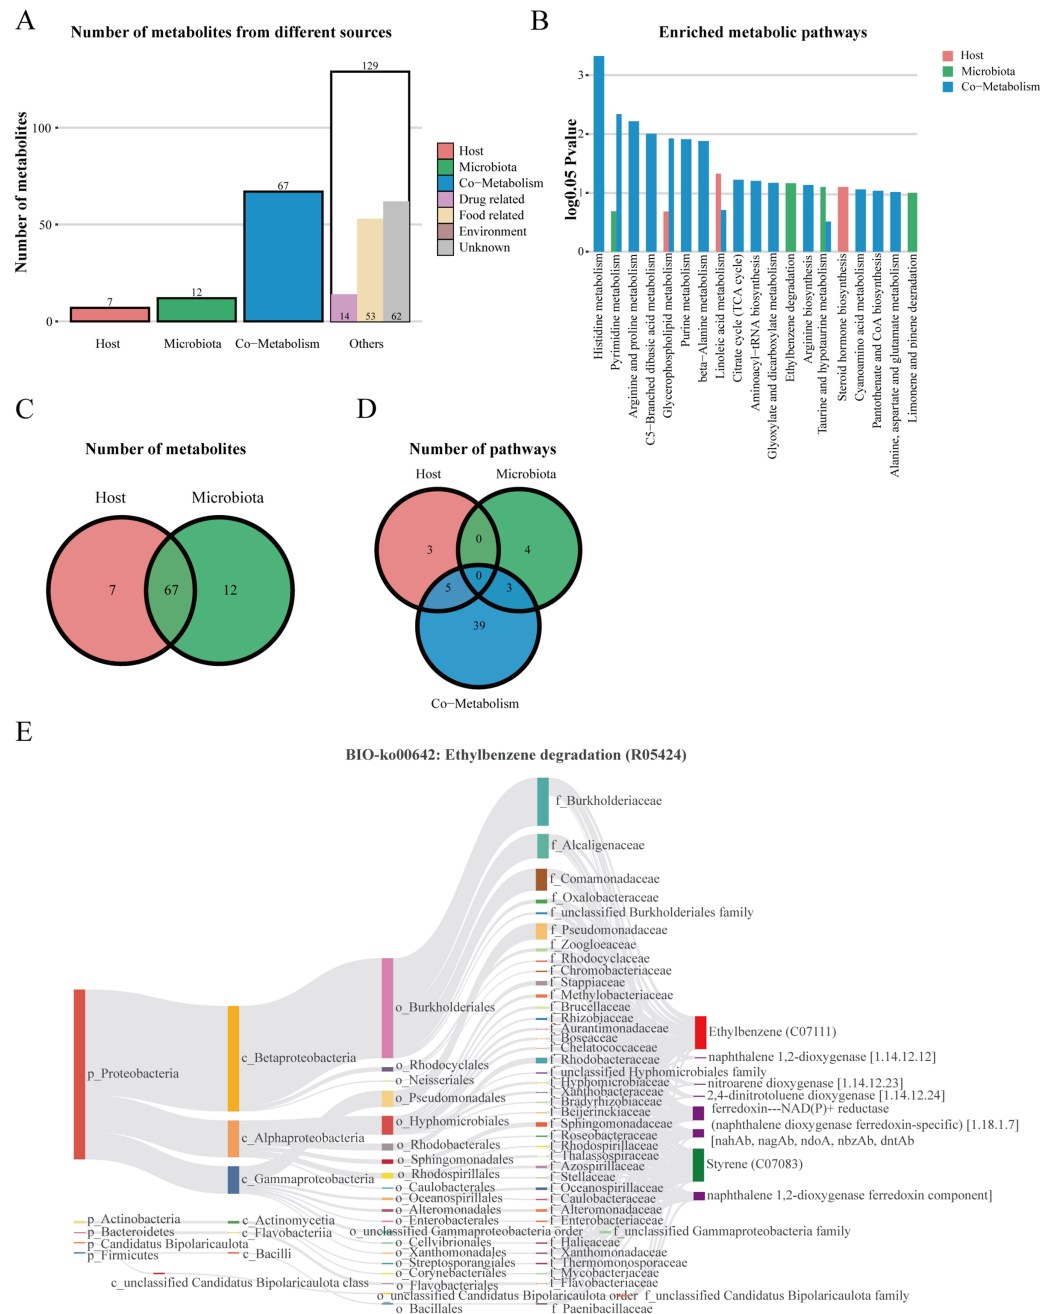 A
Number of metabolites from different sources
Number of metabolites
0
50
100
7
12
67
129
14
53
62
Host
Microbiota
Co−Metabolism
Others
Host
Microbiota
Co−Metabolism
Drug related
Food related
Environment
Unknown
B
Enriched metabolic pathways
log0.05 Pvalue
0
1
2
3
Host
Microbiota
Co−Metabolism
Histidine metabolism
Pyrimidine metabolism
Arginine and proline metabolism
C5−Branched dibasic acid metabolism
Glycerophospholipid metabolism
Purine metabolism
beta−Alanine metabolism
Linoleic acid metabolism
Citrate cycle (TCA cycle)
Aminoacyl−tRNA biosynthesis
Glyoxylate and dicarboxylate metabolism
Ethylbenzene degradation
Arginine biosynthesis
Taurine and hypotaurine metabolism
Steroid hormone biosynthesis
Cyanoamino acid metabolism
Pantothenate and CoA biosynthesis
Alanine, aspartate and glutamate metabolism
Limonene and pinene degradation
C
Number of metabolites
Host
Microbiota
7
67
12
D
Number of pathways
Host
Microbiota
3
0
4
0
5
3
39
Co−Metabolism
E
BIO-ko00642: Ethylbenzene degradation (R05424)
p_Proteobacteria
p_Actinobacteria
p_Bacteroidetes
p_Candidatus Bipolaricaulota
p_Firmicutes
c_Betaproteobacteria
c_Alphaproteobacteria
c_Gammaproteobacteria
c_Actinomycetia
c_Flavobacteriia
c_Bacilli
c_unclassified Candidatus Bipolaricaulota class
o_Burkholderiales
o_Rhodocyclales
o_Neisseriales
o_Pseudomonadales
o_Hyphomicrobiales
o_Rhodobacterales
o_Sphingomonadales
o_Rhodospirillales
o_Caulobacterales
o_Oceanospirillales
o_Alteromonadales
o_Enterobacterales
o_unclassified Gammaproteobacteria order
o_Cellvibrionales
o_Xanthomonadales
o_Streptosporangiales
o_Corynebacteriales
o_Flavobacteriales
o_unclassified Candidatus Bipolaricaulota order
o_Bacillales
f_Burkholderiaceae
f_Alcaligenaceae
f_Comamonadaceae
f_Oxalobacteraceae
f_unclassified Burkholderiales family
f_Pseudomonadaceae
f_Zoogloeaceae
f_Rhodocyclaceae
f_Chromobacteriaceae
f_Stappiaceae
f_Methylobacteriaceae
f_Brucellaceae
f_Rhizobiaceae
f_Aurantimonadaceae
f_Boseaceae
f_Chelatococcaceae
f_Rhodobacteraceae
f_unclassified Hyphomicrobiales family
f_Hyphomicrobiaceae
f_Xanthobacteraceae
f_Bradyrhizobiaceae
f_Beijerinckiaceae
f_Sphingomonadaceae
f_Roseobacteraceae
f_Rhodospirillaceae
f_Thalassospiraceae
f_Azospirillaceae
f_Stellaceae
f_Oceanospirillaceae
f_Caulobacteraceae
f_Alteromonadaceae
f_Enterobacteriaceae
f_unclassified Gammaproteobacteria family
f_Halieaceae
f_Xanthomonadaceae
f_Thermomonosporaceae
f_Mycobacteriaceae
f_Flavobacteriaceae
f_unclassified Candidatus Bipolaricaulota family
f_Paenibacillaceae
Ethylbenzene (C07111)
naphthalene 1,2-dioxygenase [1.14.12.12]
nitroarene dioxygenase [1.14.12.23]
2,4-dinitrotoluene dioxygenase [1.14.12.24]
ferredoxin---NAD(P)+ reductase
(naphthalene dioxygenase ferredoxin-specific) [1.18.1.7]
[nahAb, nagAb, ndoA, nbzAb, dntAb
Styrene (C07083)
naphthalene 1,2-dioxygenase ferredoxin component]